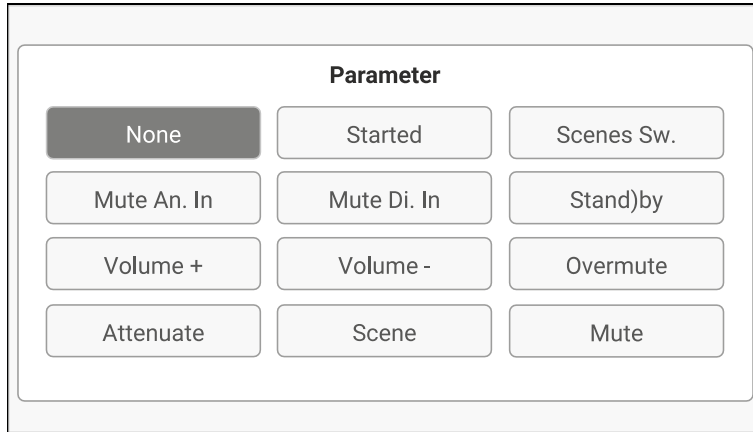 Parameter
None Started Scenes Sw.
Mute An. In Mute Di. In Stand)by
Volume + Volume - Overmute
Attenuate Scene Mute